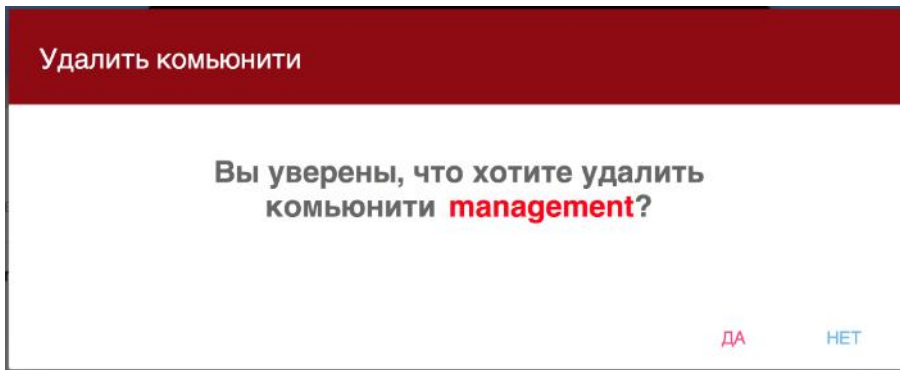 Удалить комьюнити
Вы уверены, что хотите удалить
комьюнити management?
ДА НЕТ